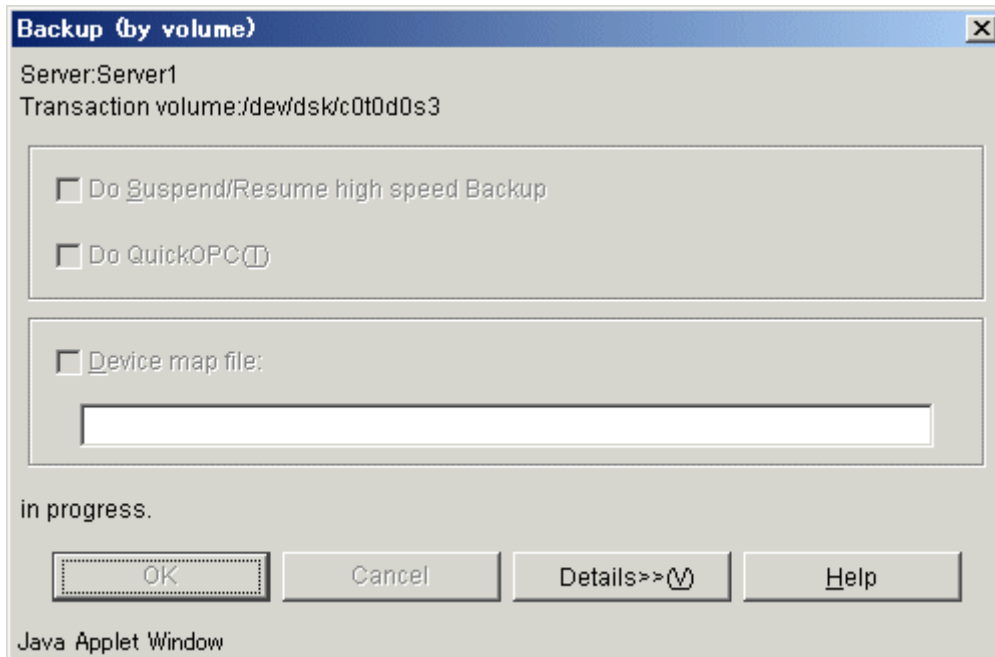 Backup (by volume)
Server:Server1
Transaction volume:/dev/dsk/c0t0d0s3
Do Suspend/Resume high speed Backup
Do QuickOPC(T)
Device map file:
in progress.
OK Cancel Details>>(V) Help
Java Applet Window